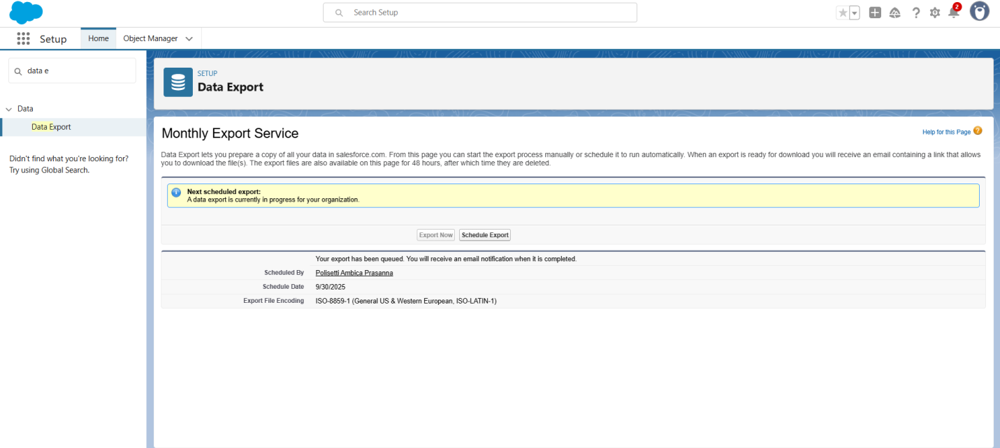 Search Setup
2
Setup
Home
Object Manager
data e
Data
Data Export
Didn't find what you're looking for?
Try using Global Search.
SETUP
Data Export
Monthly Export Service
Help for this Page
Data Export lets you prepare a copy of all your data in salesforce.com. From this page you can start the export process manually or schedule it to run automatically. When an export is ready for download you will receive an email containing a link that allows
you to download the file(s). The export files are also available on this page for 48 hours, after which time they are deleted.
Next scheduled export:
A data export is currently in progress for your organization.
Export Now Schedule Export
Your export has been queued. You will receive an email notification when it is completed.
Scheduled By Polisetti Ambica Prasanna
Schedule Date 9/30/2025
Export File Encoding ISO-8859-1 (General US & Western European, ISO-LATIN-1)